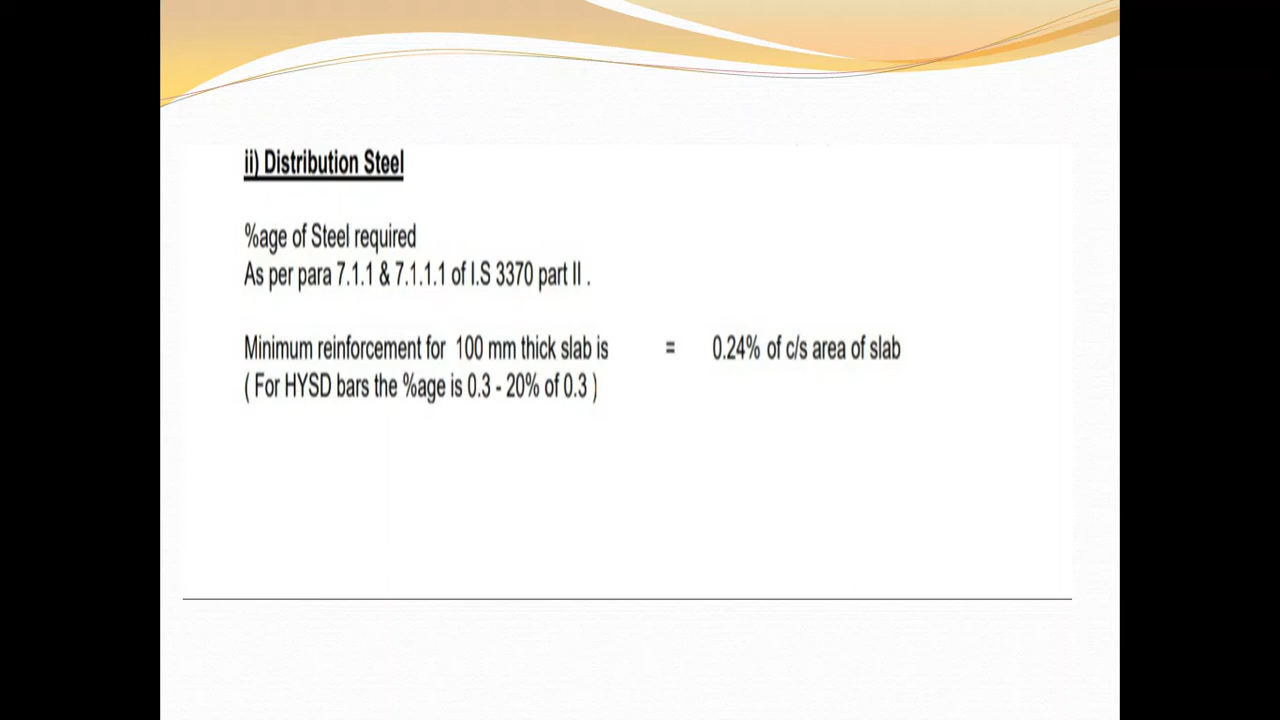 ii) Distribution Steel
%age of Steel required
As per para 7.1.1 & 7.1.1.1 of I.S 3370 part II .
Minimum reinforcement for 100 mm thick slab is = 0.24% of c/s area of slab
( For HYSD bars the %age is 0.3 - 20% of 0.3 )